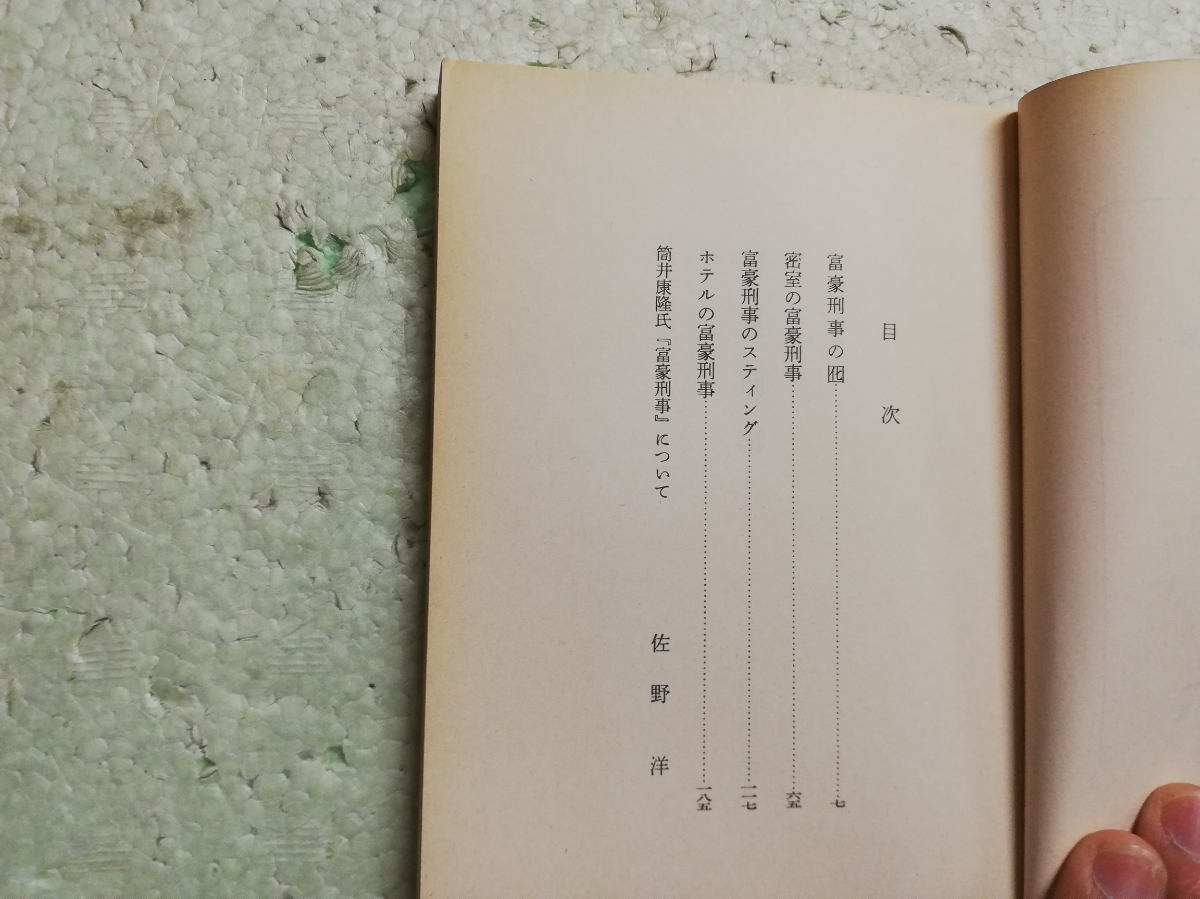 目次
富豪刑事の囮……七
密室の富豪刑事……六五
富豪刑事のスティング……一一七
ホテルの富豪刑事……一八五
筒井康隆氏『富豪刑事』について 佐野洋